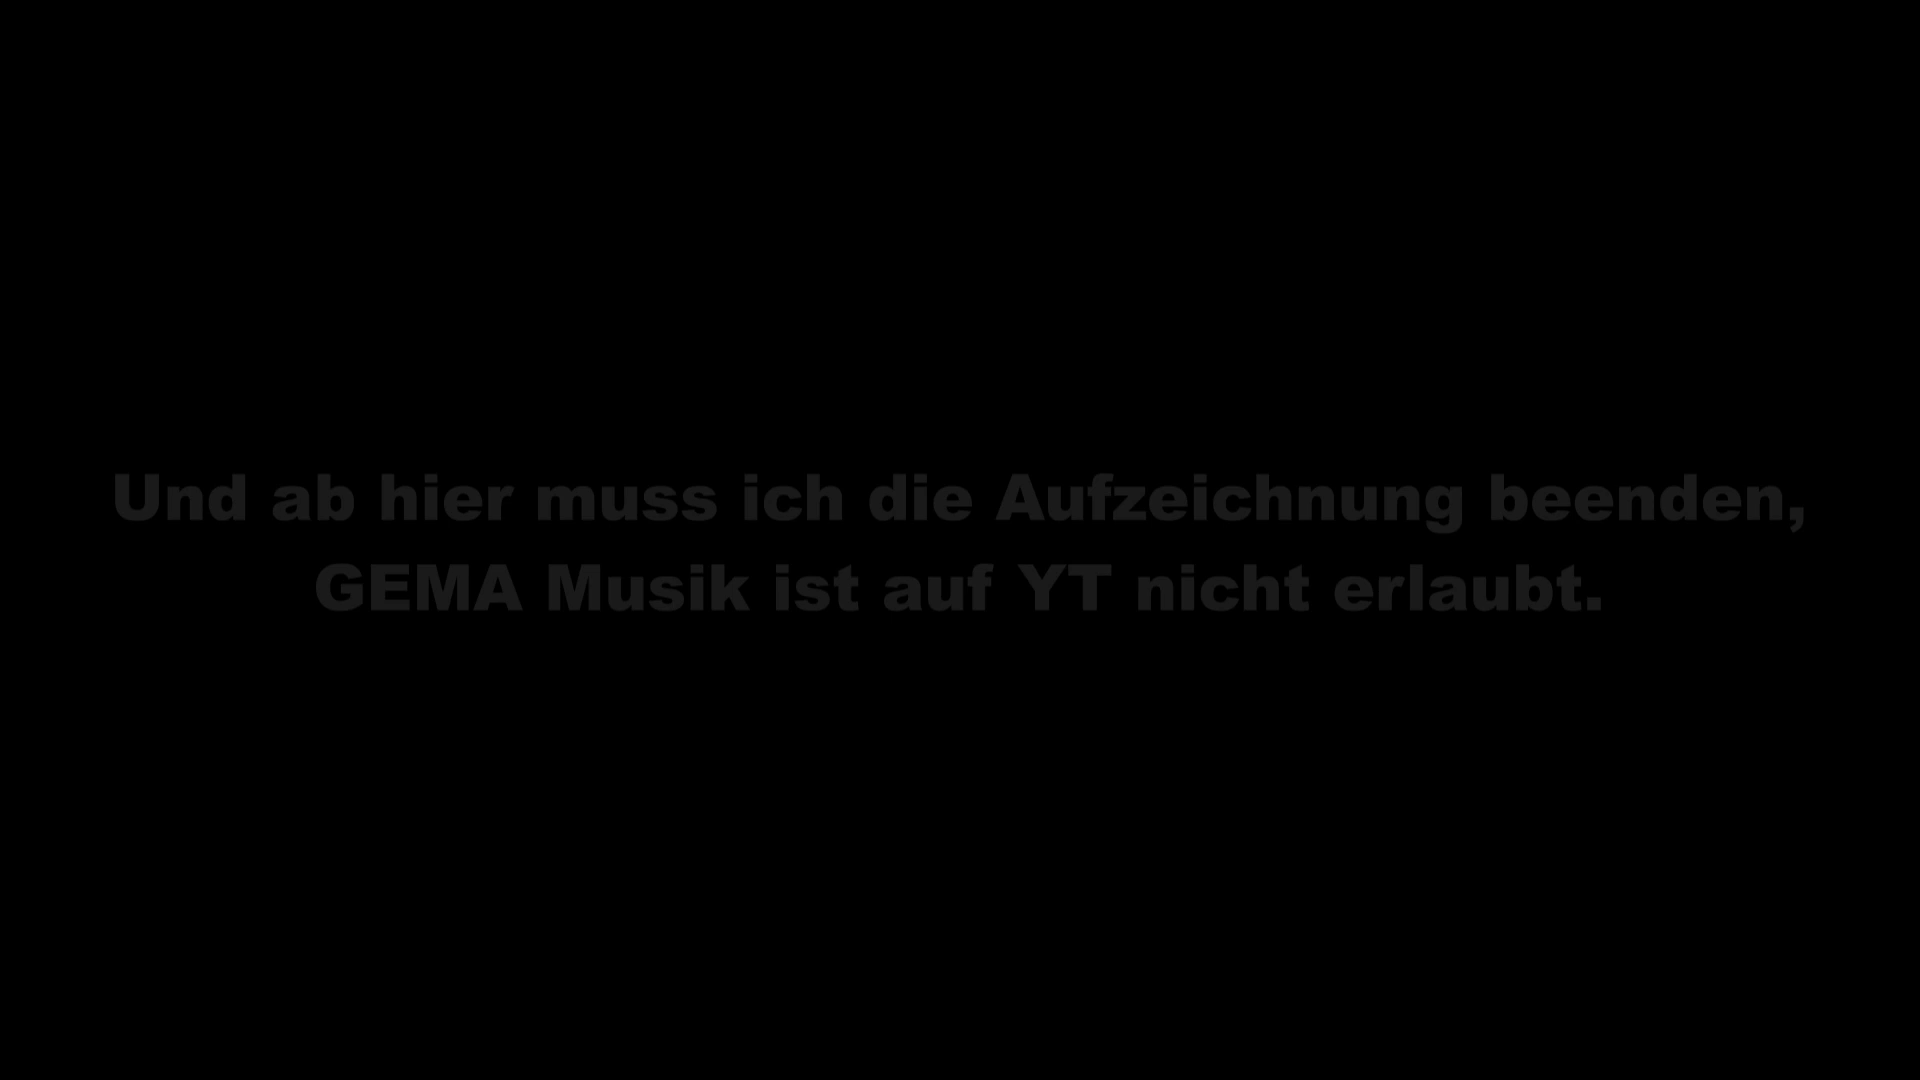 Und ab hier muss ich die Aufzeichnung beenden,
GEMA Musik ist auf YT nicht erlaubt.